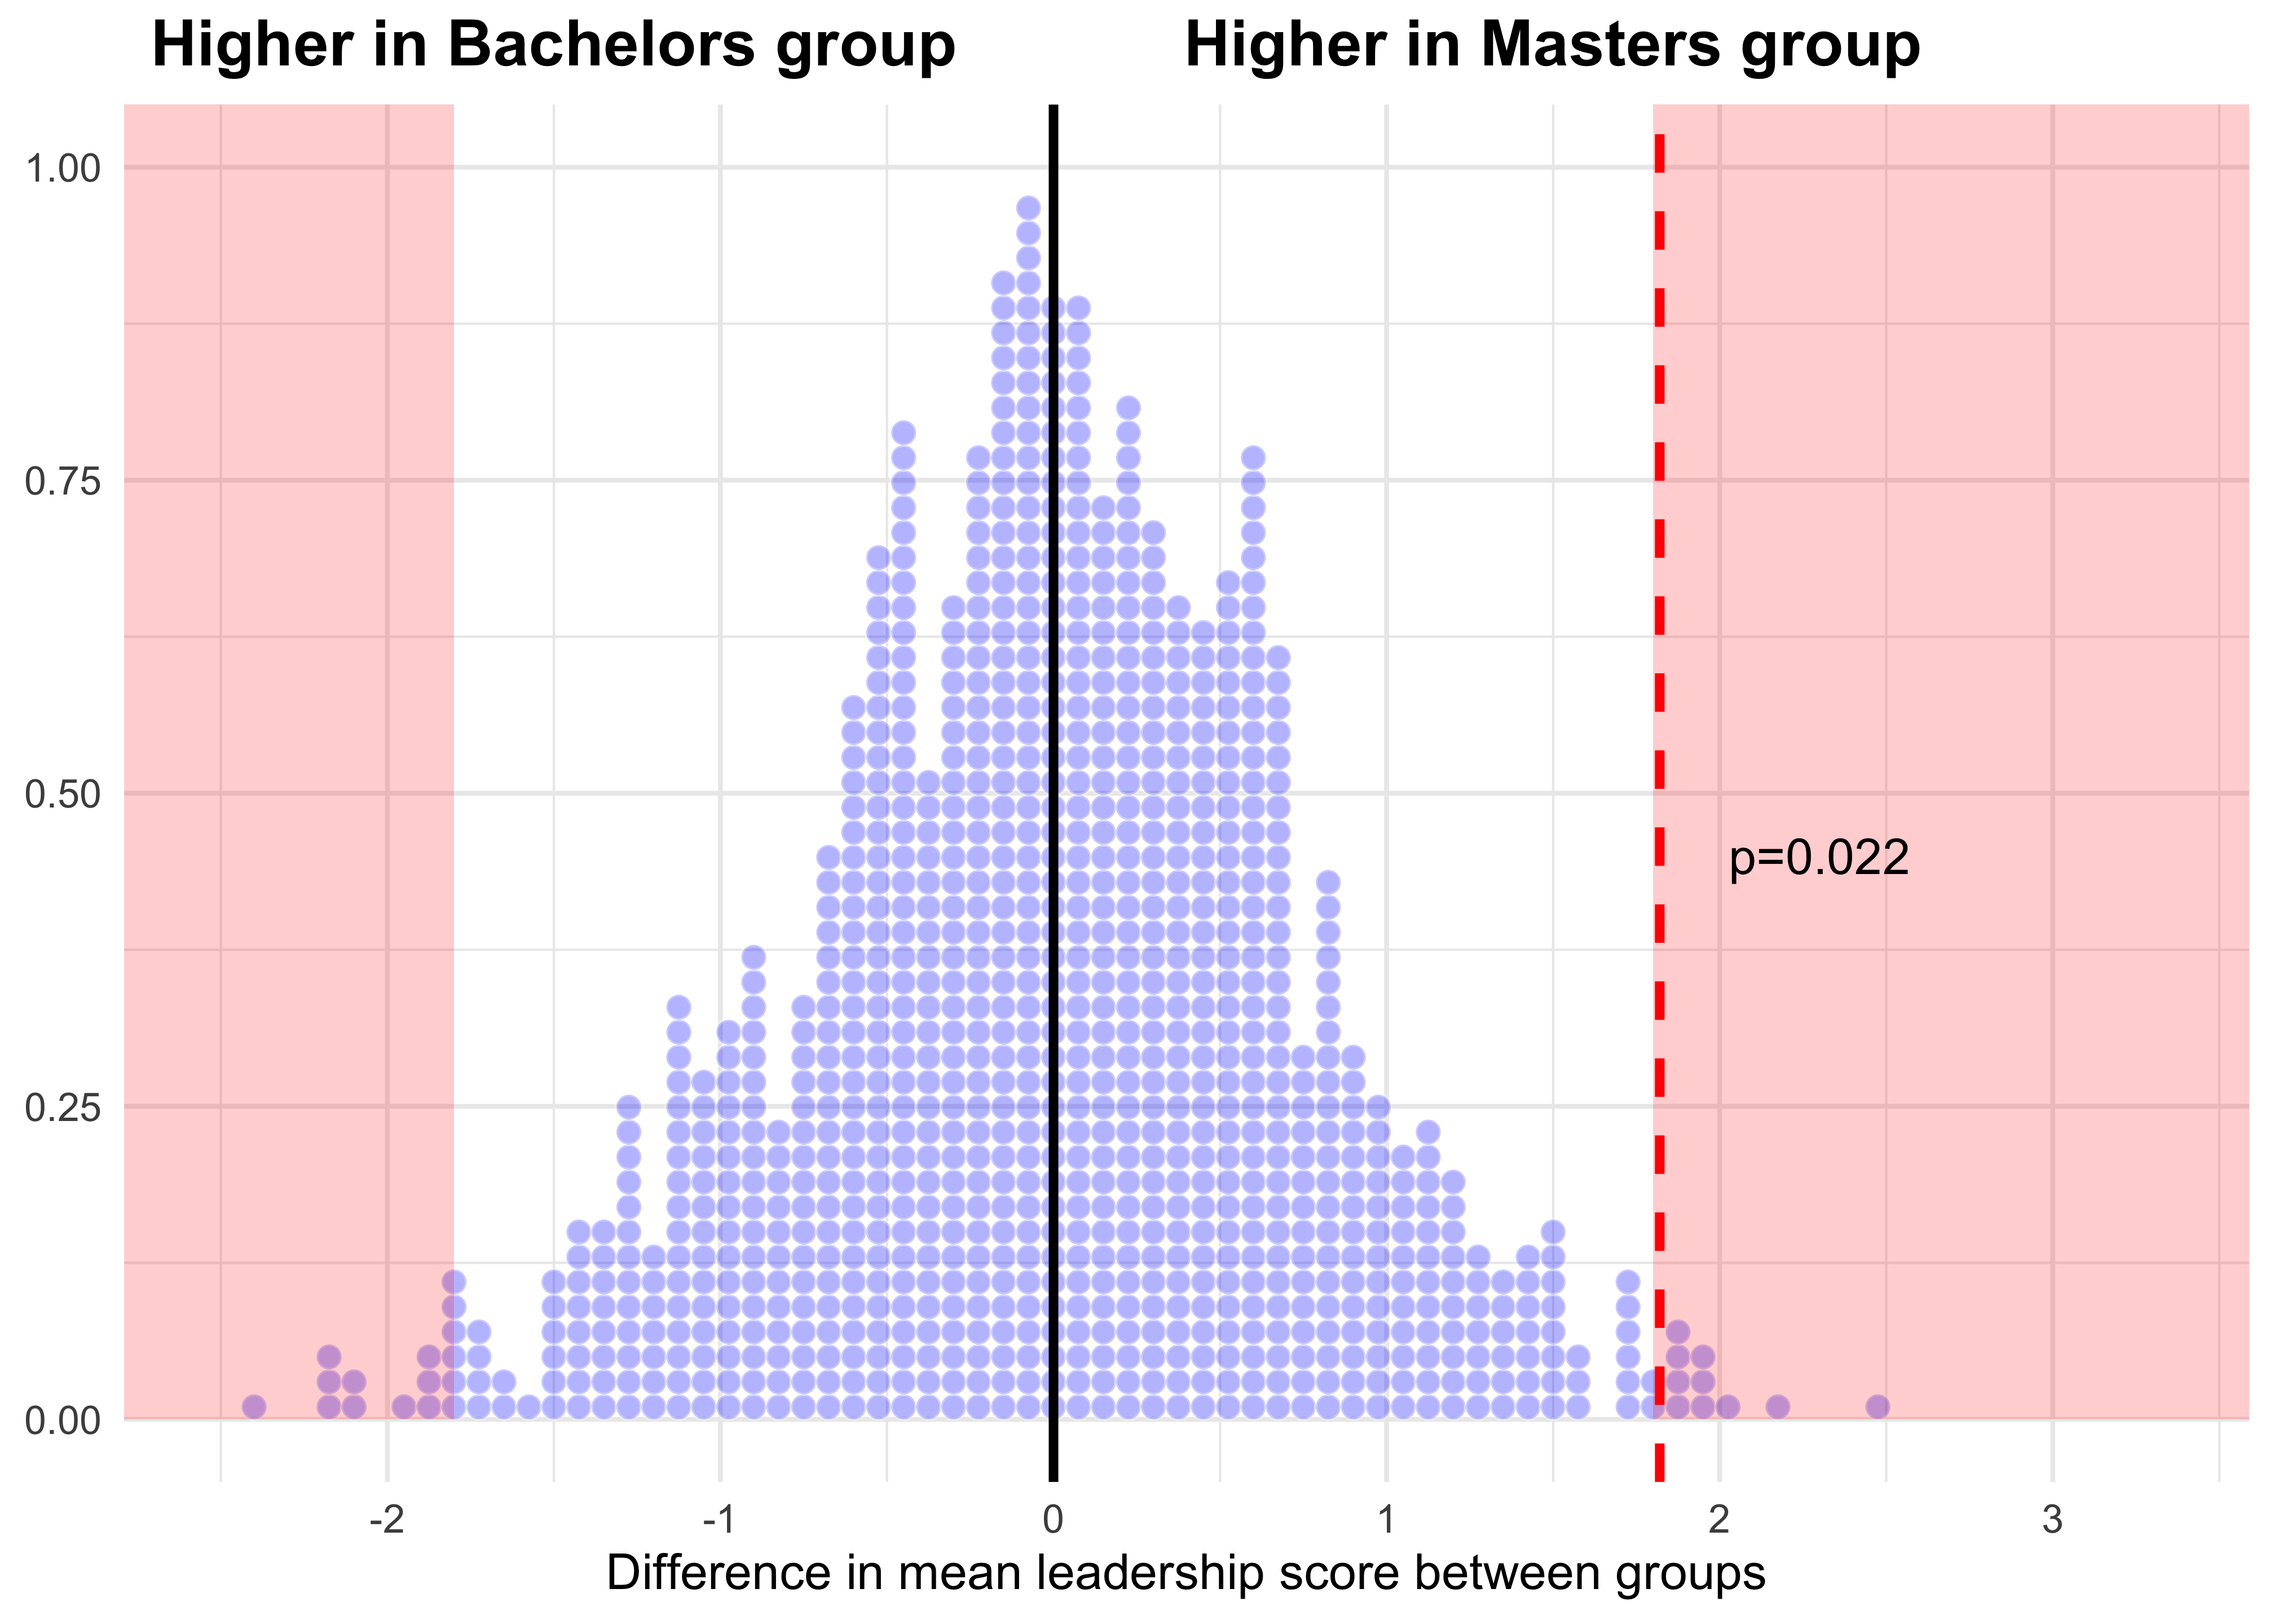 Higher in Bachelors group
Higher in Masters group
1.00
0.75
0.50
p=0.022
0.25
0.00
-2
-1
0
1
2
3
Difference in mean leadership score between groups